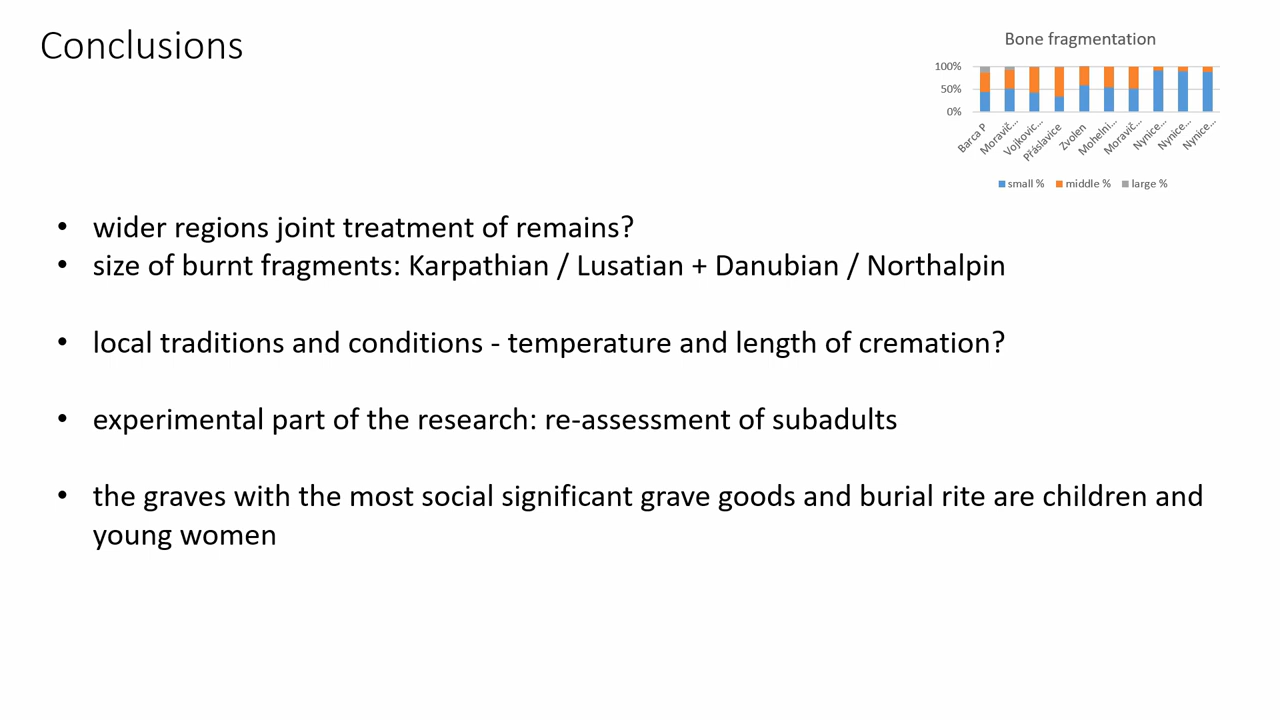 Conclusions
Bone fragmentation
100%
50%
0%
Barca P
Moravič...
Vojkovic...
Přáslavice
Zvolen
Mohelni...
Moravič...
Nynice...
Nynice...
Nynice...
small %
middle %
large %
• wider regions joint treatment of remains?
• size of burnt fragments: Karpathian / Lusatian + Danubian / Northalpin
• local traditions and conditions - temperature and length of cremation?
• experimental part of the research: re-assessment of subadults
• the graves with the most social significant grave goods and burial rite are children and
young women